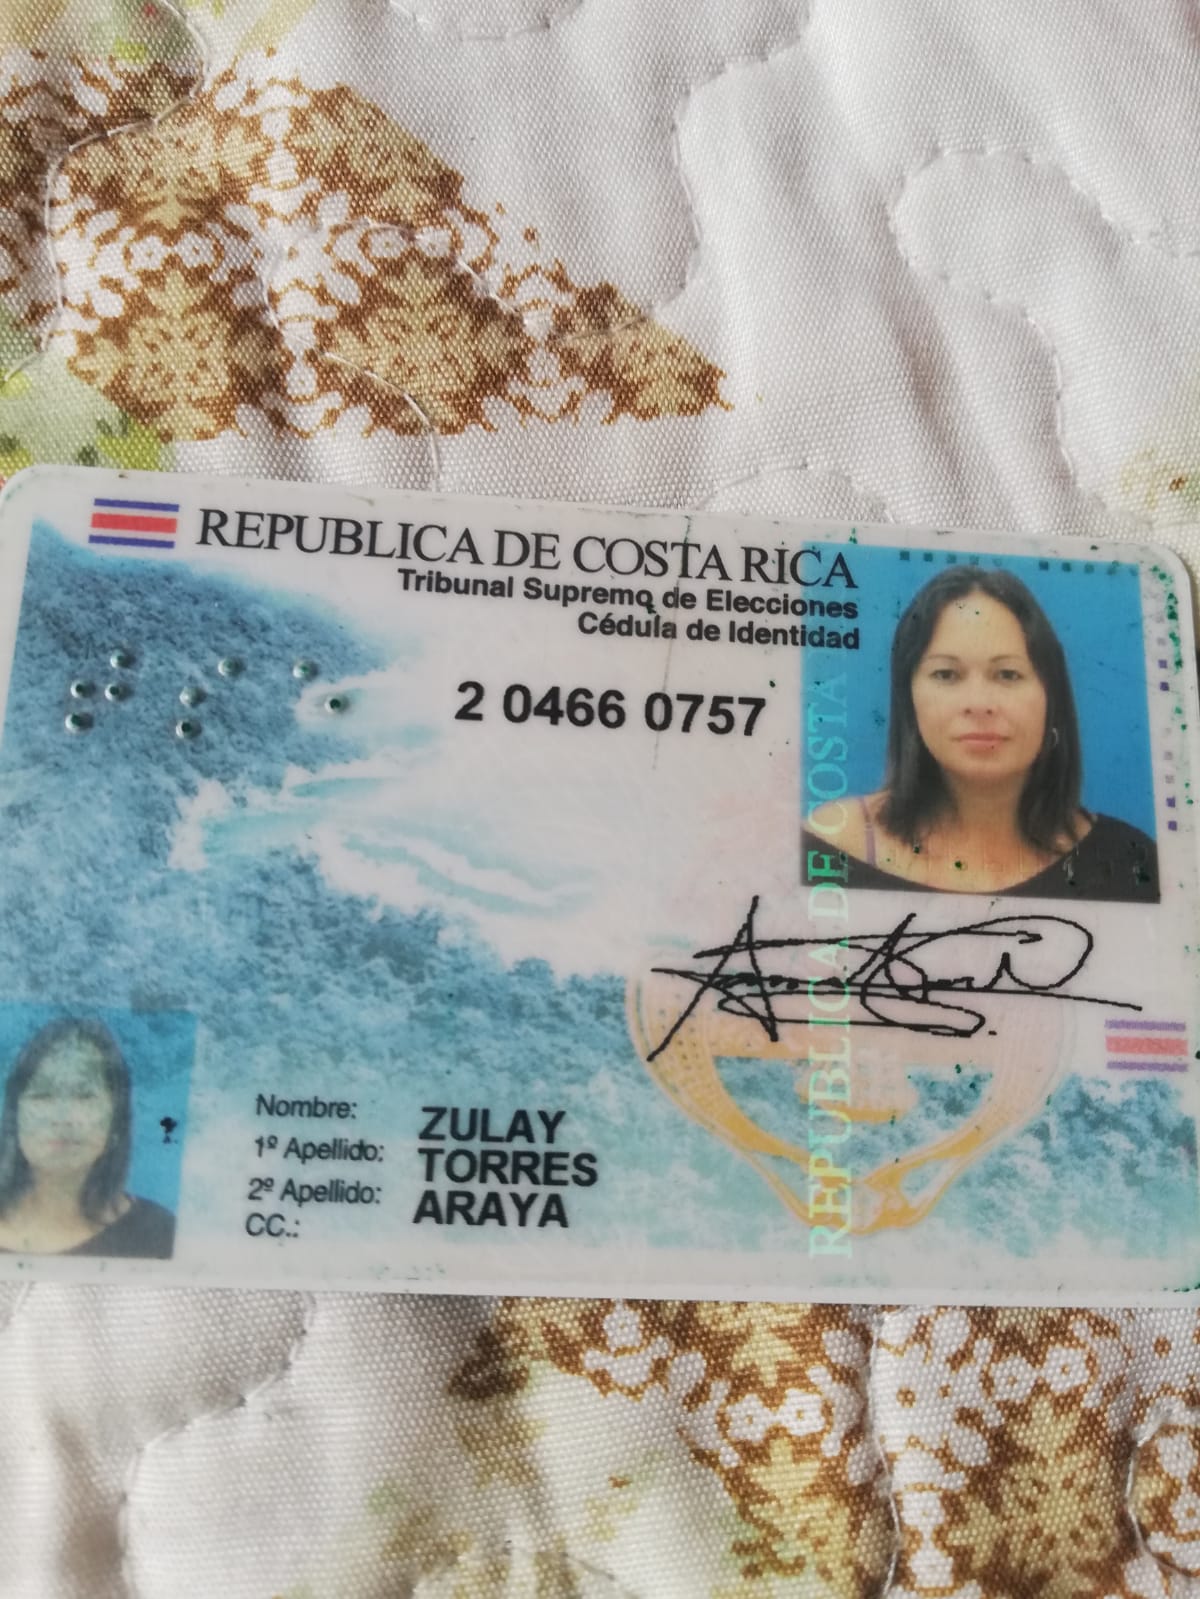 REPUBLICA DE COSTA RICA
Tribunal Supremo de Elecciones
Cédula de Identidad
2 0466 0757
REPUBLICA DE COSTA
Nombre: ZULAY
1º Apellido: TORRES
2º Apellido: ARAYA
CC.: